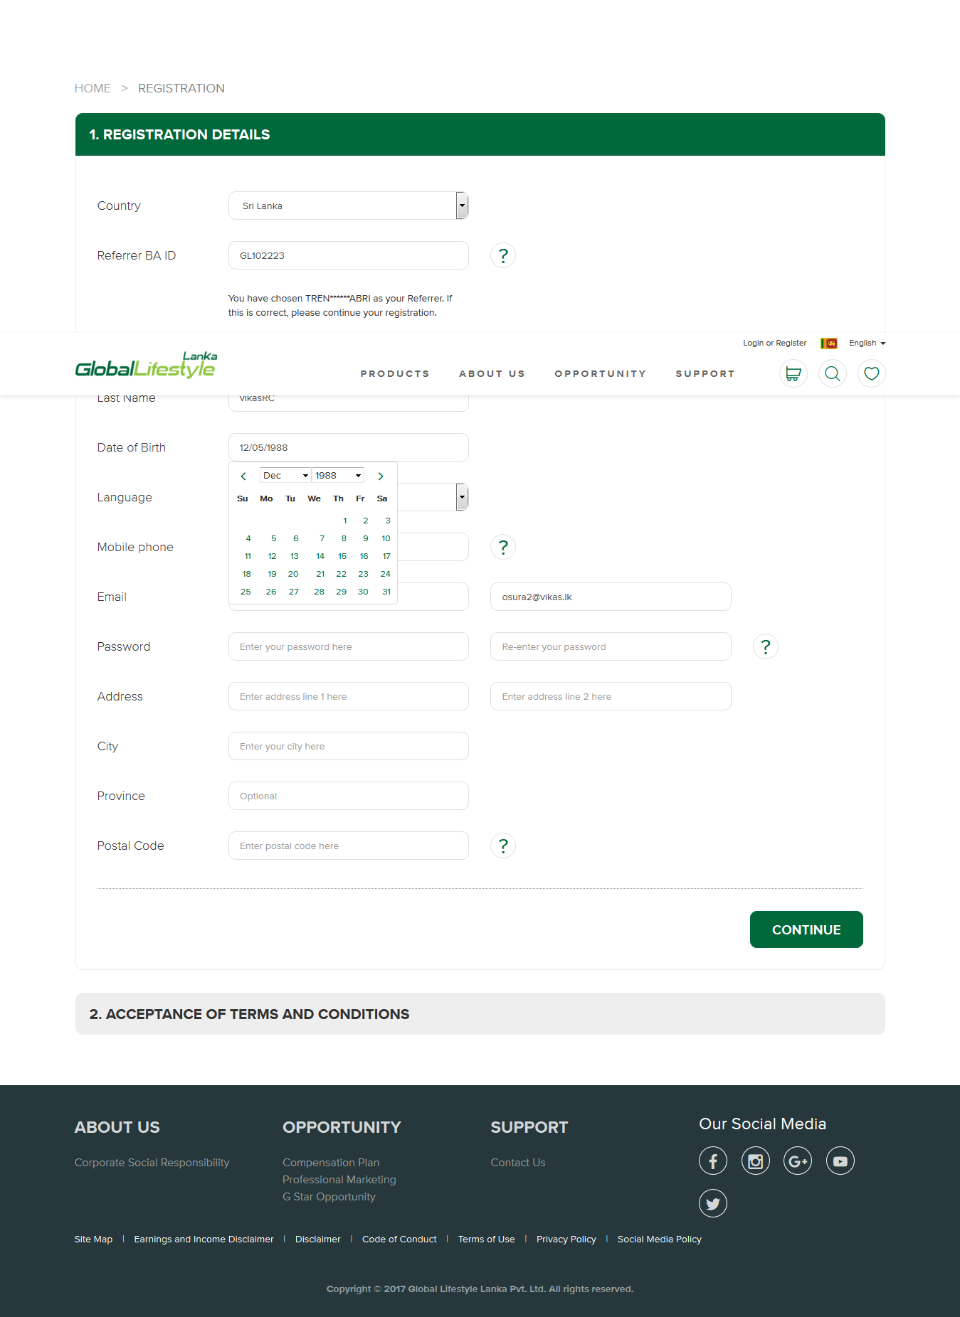 HOME > REGISTRATION
1. REGISTRATION DETAILS
Country
Sri Lanka
Referrer BA ID
GL102223
?
You have chosen TREN******ABRI as your Referrer. If
this is correct, please continue your registration.
Login or Register
English
GlobalLifestyle Lanka
PRODUCTS
ABOUT US
OPPORTUNITY
SUPPORT
Last Name
vikasRC
Date of Birth
12/05/1988
Dec 1988
Su Mo Tu We Th Fr Sa
1 2 3
4 5 6 7 8 9 10
11 12 13 14 15 16 17
18 19 20 21 22 23 24
25 26 27 28 29 30 31
Language
Mobile phone
?
Email
osura2@vikas.lk
Password
Enter your password here
Re-enter your password
?
Address
Enter address line 1 here
Enter address line 2 here
City
Enter your city here
Province
Optional
Postal Code
Enter postal code here
?
CONTINUE
2. ACCEPTANCE OF TERMS AND CONDITIONS
ABOUT US
Corporate Social Responsibility
OPPORTUNITY
Compensation Plan
Professional Marketing
G Star Opportunity
SUPPORT
Contact Us
Our Social Media
Site Map | Earnings and Income Disclaimer | Disclaimer | Code of Conduct | Terms of Use | Privacy Policy | Social Media Policy
Copyright © 2017 Global Lifestyle Lanka Pvt. Ltd. All rights reserved.